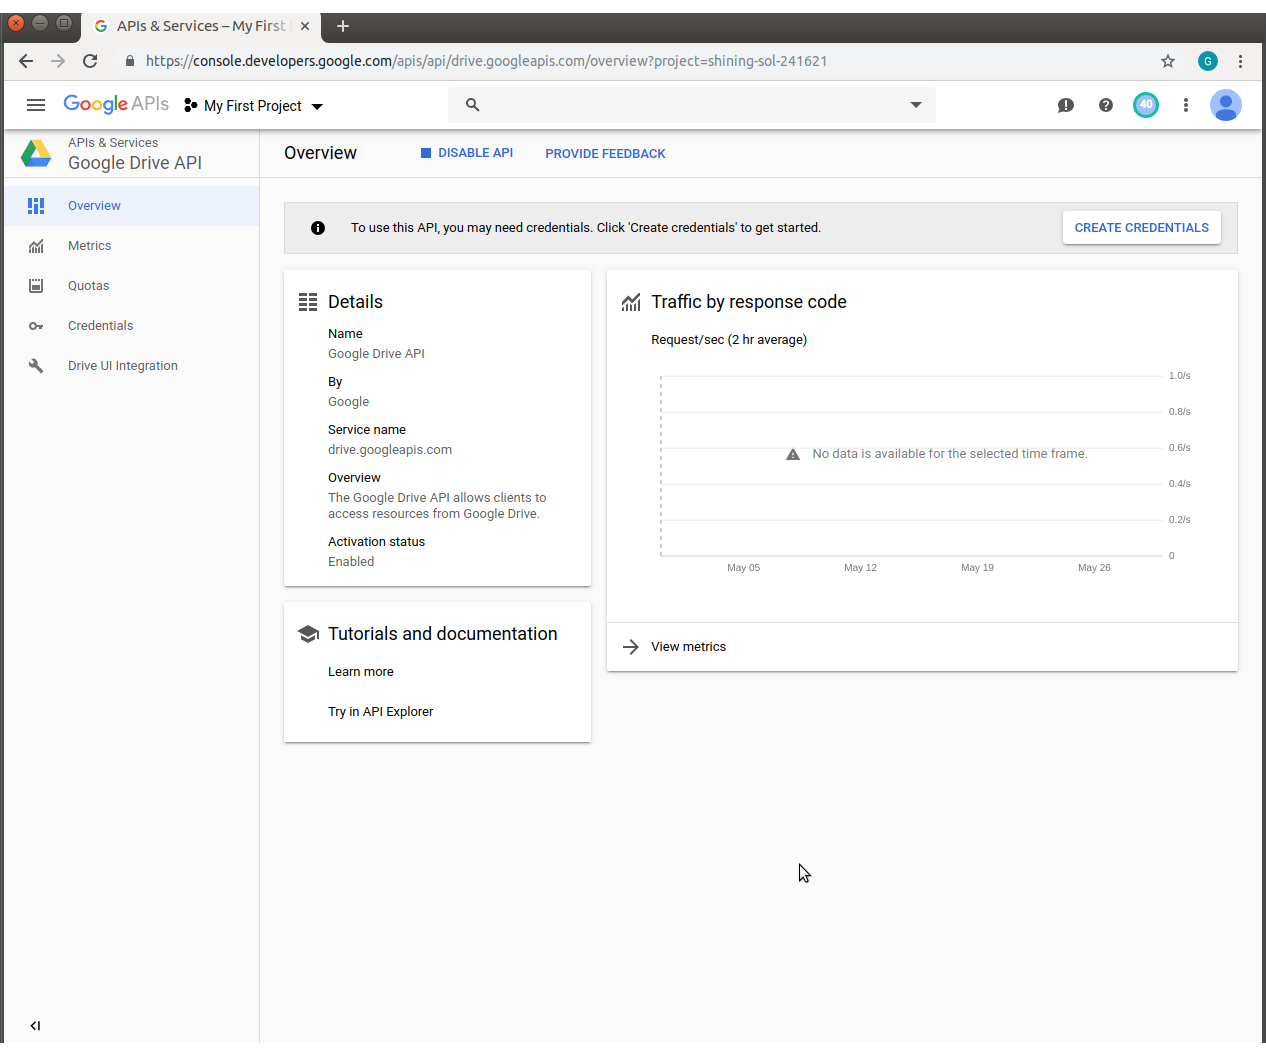 APIs & Services – My First
https://console.developers.google.com/apis/api/drive.googleapis.com/overview?project=shining-sol-241621
G
Google APIs
My First Project
40
APIs & Services
Google Drive API
Overview
DISABLE API
PROVIDE FEEDBACK
Overview
Metrics
Quotas
Credentials
Drive UI Integration
To use this API, you may need credentials. Click 'Create credentials' to get started.
CREATE CREDENTIALS
Details
Name
Google Drive API
By
Google
Service name
drive.googleapis.com
Overview
The Google Drive API allows clients to
access resources from Google Drive.
Activation status
Enabled
Tutorials and documentation
Learn more
Try in API Explorer
Traffic by response code
Request/sec (2 hr average)
1.0/s
0.8/s
0.6/s
No data is available for the selected time frame.
0.4/s
0.2/s
0
May 05
May 12
May 19
May 26
View metrics